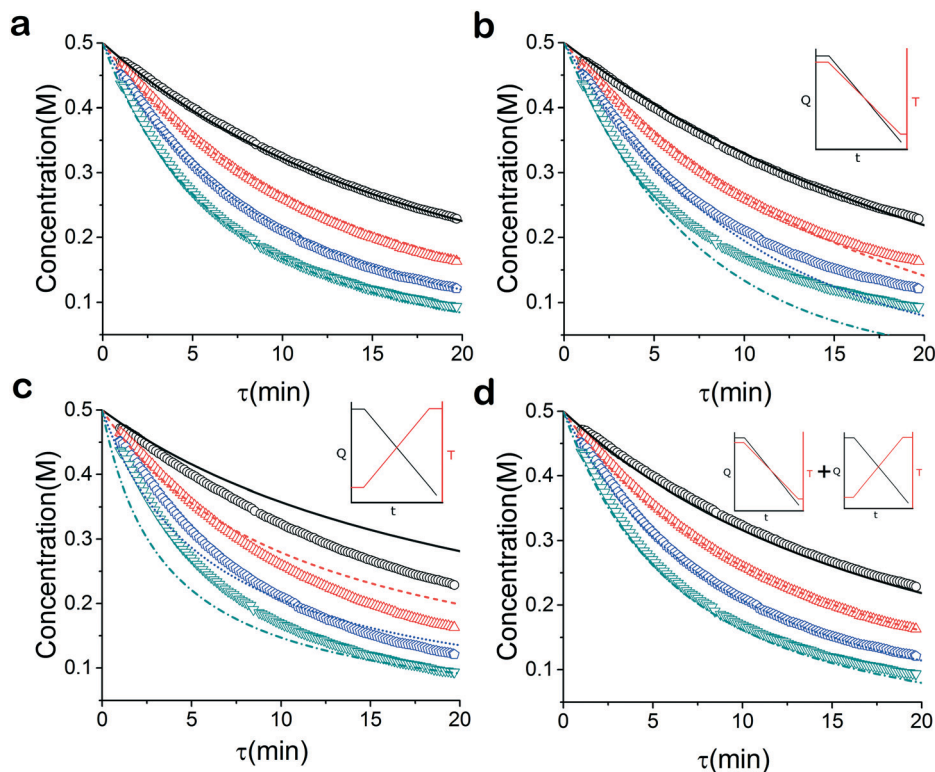 a
0.5
0.4
0.3
0.2
0.1
Concentration(M)
0 5 10 15 20
τ(min)
b
0.5
0.4
0.3
0.2
0.1
Concentration(M)
0 5 10 15 20
τ(min)
Q
T
t
c
0.5
0.4
0.3
0.2
0.1
Concentration(M)
0 5 10 15 20
τ(min)
Q
T
t
d
0.5
0.4
0.3
0.2
0.1
Concentration(M)
0 5 10 15 20
τ(min)
Q T + Q T
t t